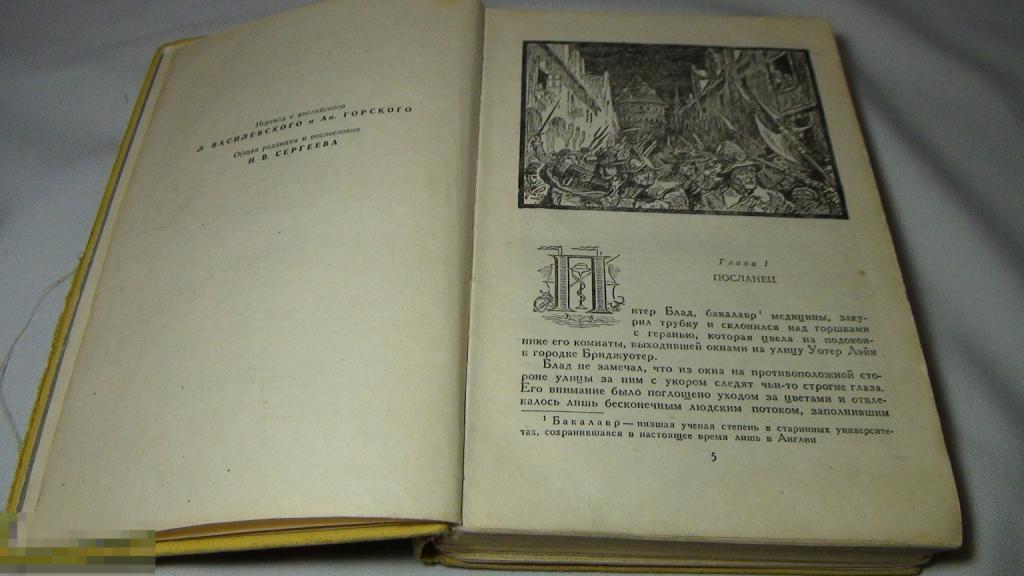 Перевод с английского
Л. ВАСИЛЕВСКОГО и Ан. ГОРСКОГО
Общая редакция и послесловие
И. В. СЕРГЕЕВА
Глава 1
ПОСЛАНЕЦ
Питер Блад, бакалавр¹ медицины, заку-
рил трубку и склонился над горшками
с геранью, которая цвела на подокон-
нике его комнаты, выходившей окнами на улицу Уотер Лэйн
в городке Бриджуотер.
Блад не замечал, что из окна на противоположной сто-
роне улицы за ним с укором следят чьи-то строгие глаза.
Его внимание было поглощено уходом за цветами и отвле-
калось лишь бесконечным людским потоком, заполнившим
¹ Бакалавр — низшая ученая степень в старинных университе-
тах, сохранившаяся в настоящее время лишь в Англии
5